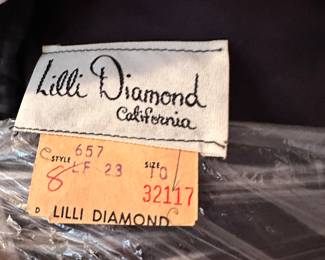 Lilli Diamond
California
STYLE 657 SIZE
8 LF 23 10
32117
D LILLI DIAMOND